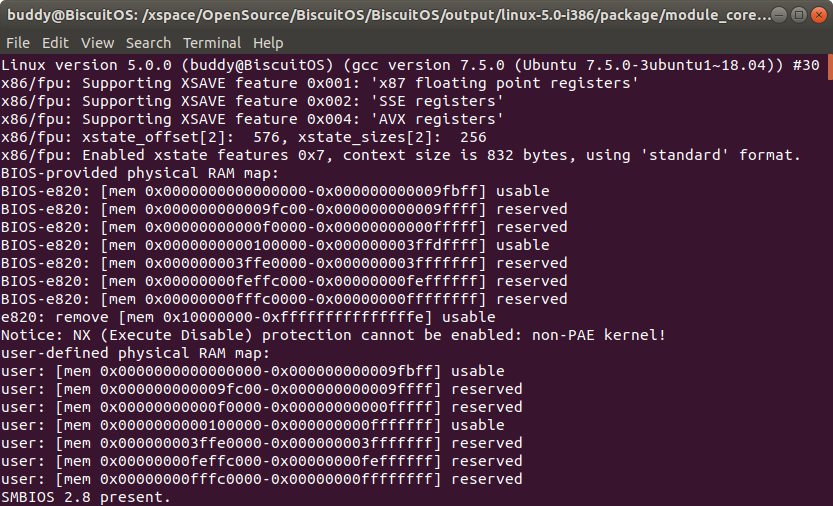 buddy@BiscuitOS: /xspace/OpenSource/BiscuitOS/BiscuitOS/output/linux-5.0-i386/package/module_core...
File Edit View Search Terminal Help
Linux version 5.0.0 (buddy@BiscuitOS) (gcc version 7.5.0 (Ubuntu 7.5.0-3ubuntu1~18.04)) #30
x86/fpu: Supporting XSAVE feature 0x001: 'x87 floating point registers'
x86/fpu: Supporting XSAVE feature 0x002: 'SSE registers'
x86/fpu: Supporting XSAVE feature 0x004: 'AVX registers'
x86/fpu: xstate_offset[2]:  576, xstate_sizes[2]:  256
x86/fpu: Enabled xstate features 0x7, context size is 832 bytes, using 'standard' format.
BIOS-provided physical RAM map:
BIOS-e820: [mem 0x0000000000000000-0x000000000009fbff] usable
BIOS-e820: [mem 0x000000000009fc00-0x000000000009ffff] reserved
BIOS-e820: [mem 0x00000000000f0000-0x00000000000fffff] reserved
BIOS-e820: [mem 0x0000000000100000-0x000000003ffdffff] usable
BIOS-e820: [mem 0x000000003ffe0000-0x000000003fffffff] reserved
BIOS-e820: [mem 0x00000000feffc000-0x00000000feffffff] reserved
BIOS-e820: [mem 0x00000000fffc0000-0x00000000ffffffff] reserved
e820: remove [mem 0x10000000-0xfffffffffffffffe] usable
Notice: NX (Execute Disable) protection cannot be enabled: non-PAE kernel!
user-defined physical RAM map:
user: [mem 0x0000000000000000-0x000000000009fbff] usable
user: [mem 0x000000000009fc00-0x000000000009ffff] reserved
user: [mem 0x00000000000f0000-0x00000000000fffff] reserved
user: [mem 0x0000000000100000-0x000000000fffffff] usable
user: [mem 0x000000003ffe0000-0x000000003fffffff] reserved
user: [mem 0x00000000feffc000-0x00000000feffffff] reserved
user: [mem 0x00000000fffc0000-0x00000000ffffffff] reserved
SMBIOS 2.8 present.